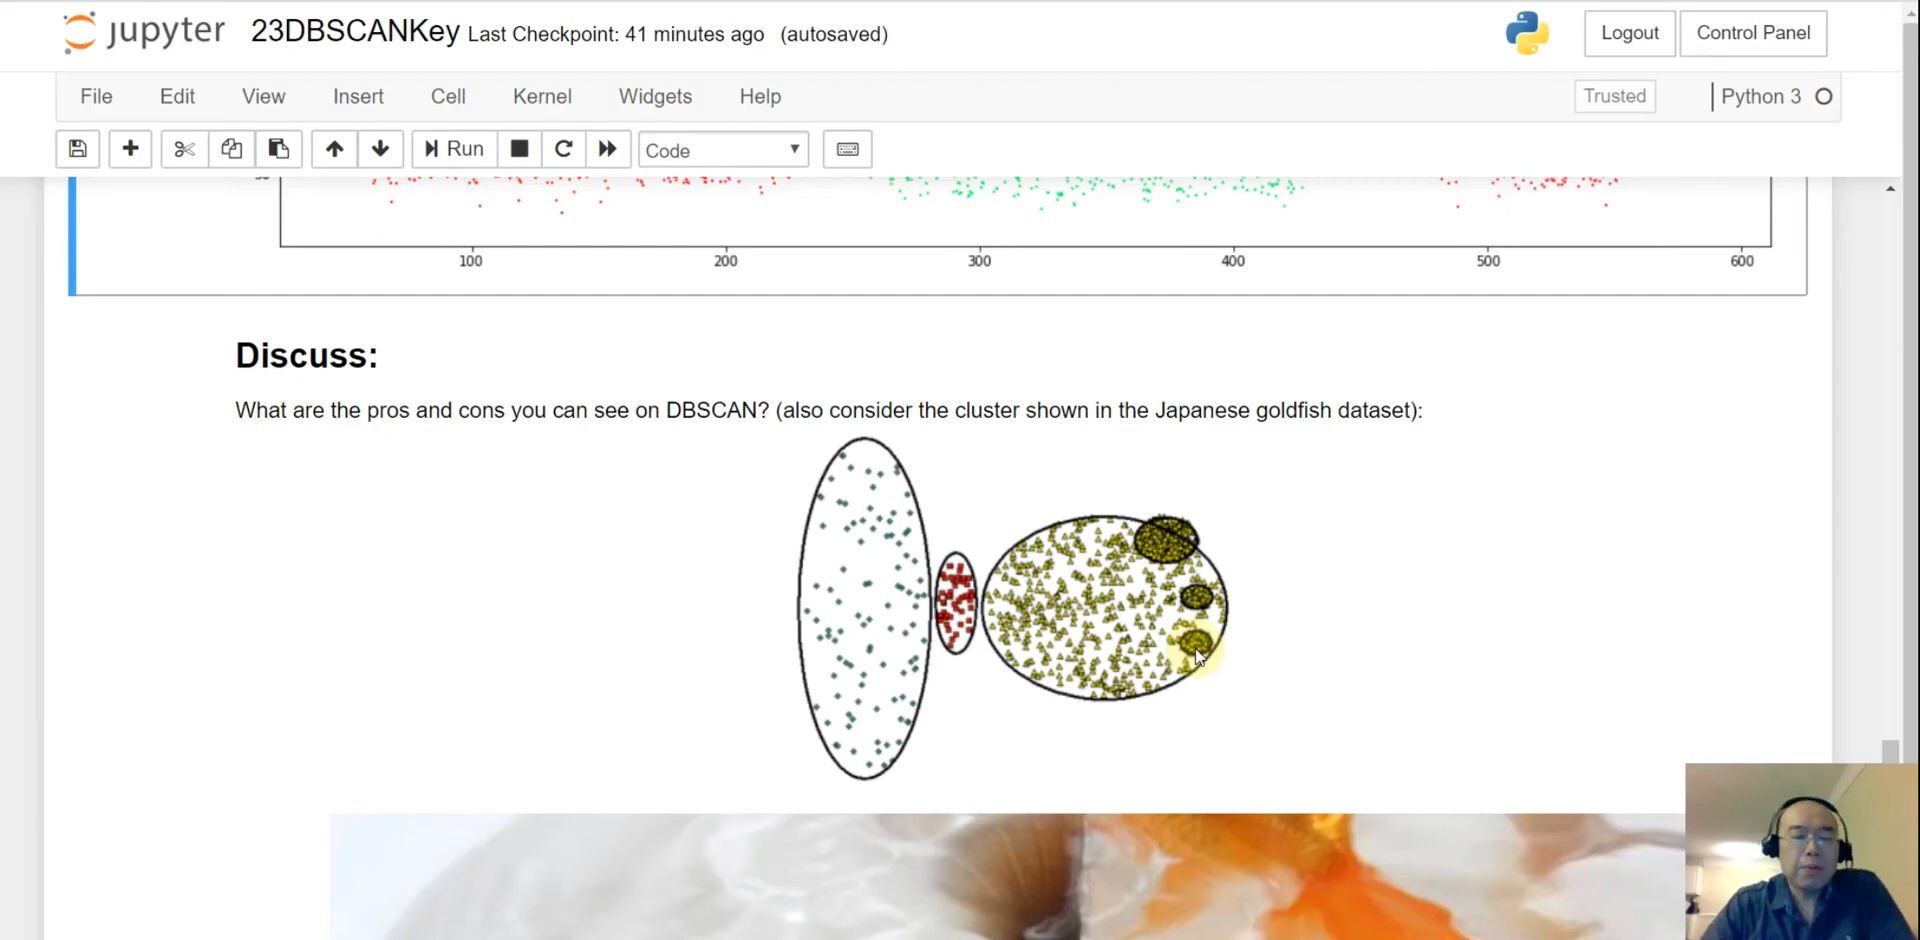 jupyter 23DBSCANKey Last Checkpoint: 41 minutes ago (autosaved) Logout Control Panel
File Edit View Insert Cell Kernel Widgets Help Trusted Python 3
Run Code
100 200 300 400 500 600
Discuss:
What are the pros and cons you can see on DBSCAN? (also consider the cluster shown in the Japanese goldfish dataset):